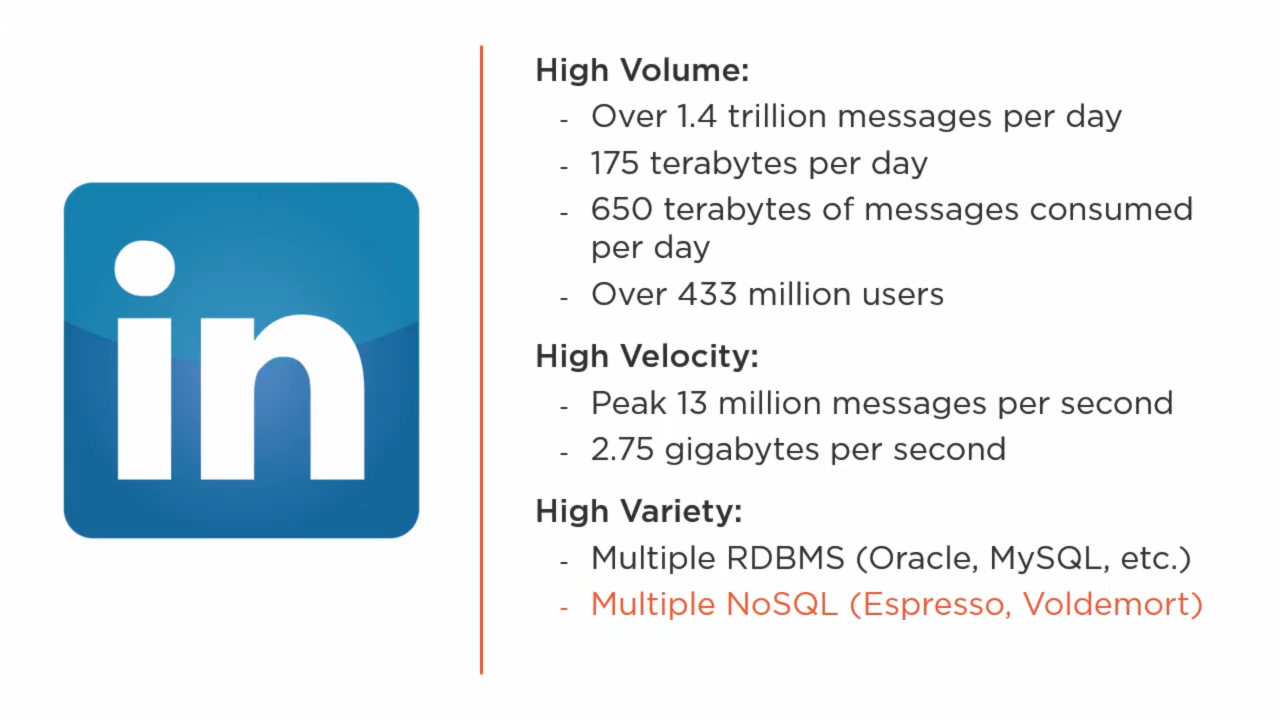 in
High Volume:
- Over 1.4 trillion messages per day
- 175 terabytes per day
- 650 terabytes of messages consumed
per day
- Over 433 million users
High Velocity:
- Peak 13 million messages per second
- 2.75 gigabytes per second
High Variety:
- Multiple RDBMS (Oracle, MySQL, etc.)
- Multiple NoSQL (Espresso, Voldemort)